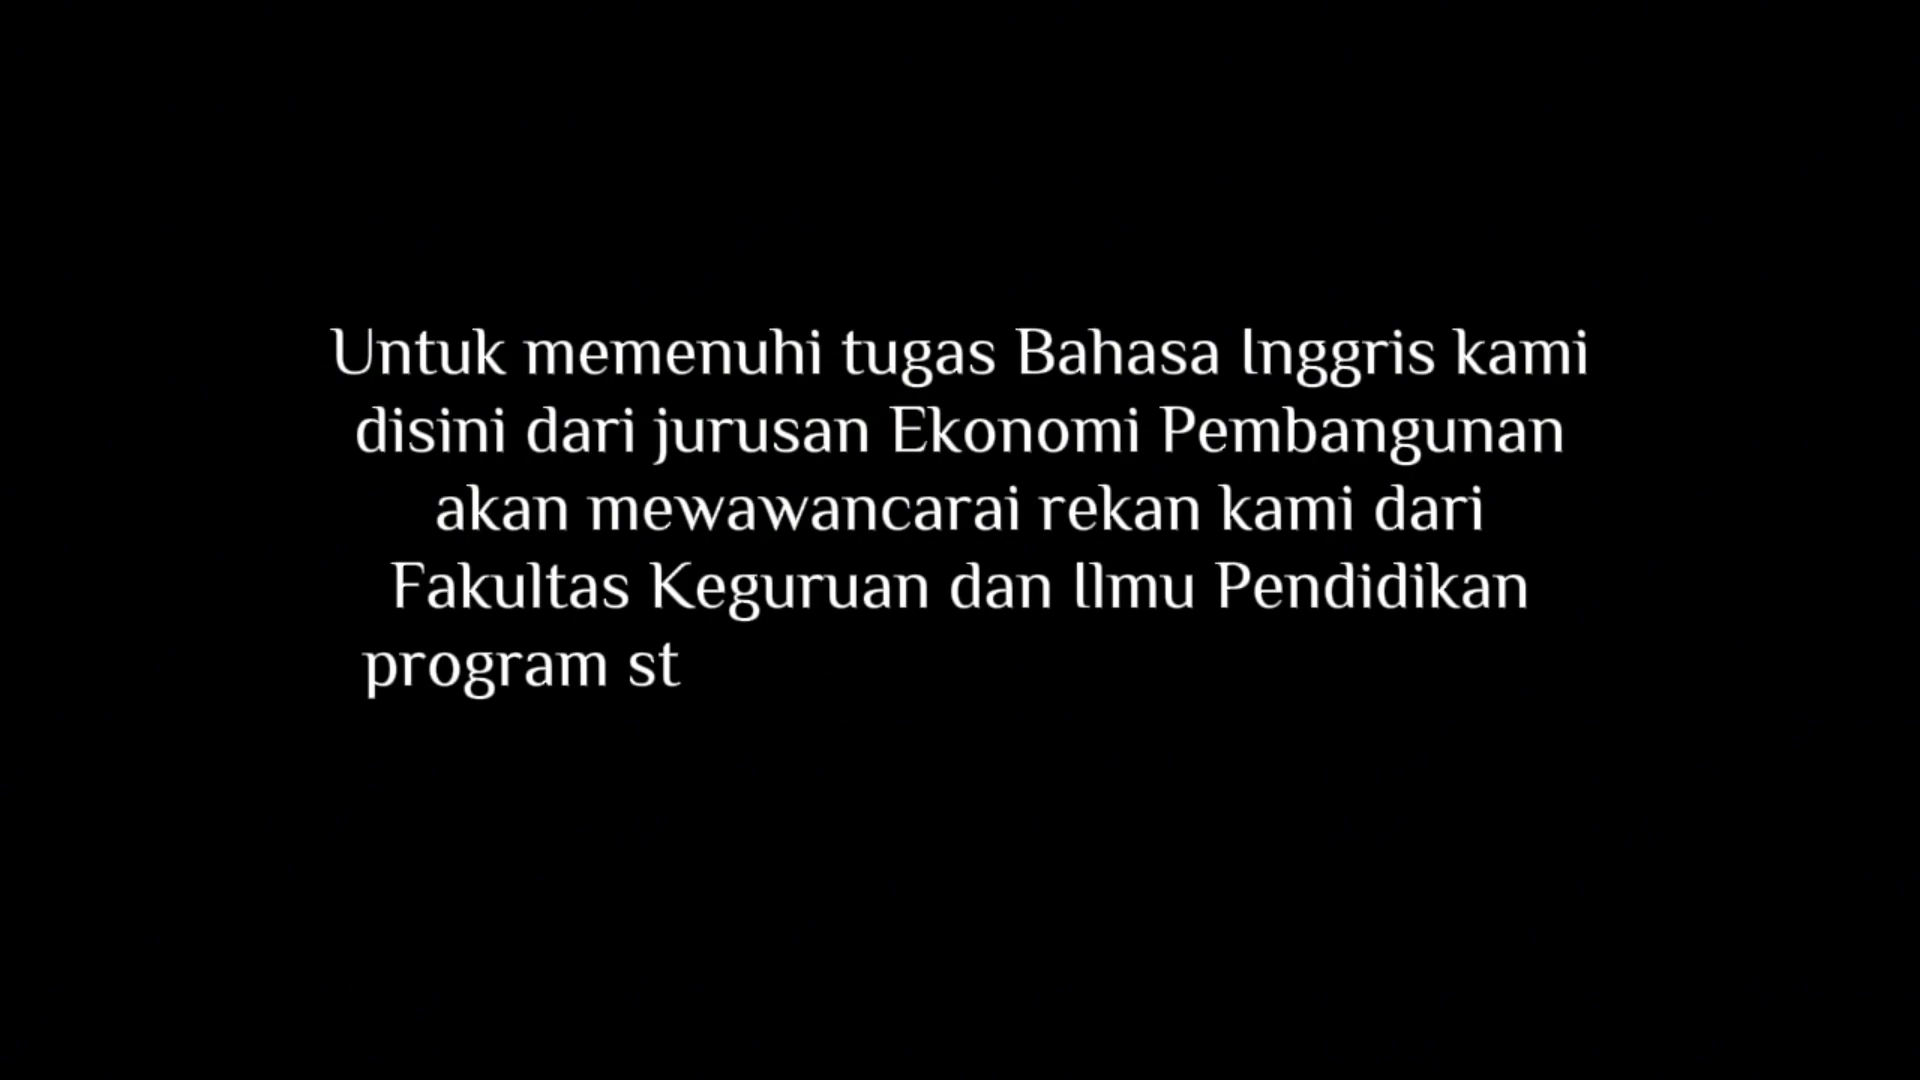 Untuk memenuhi tugas Bahasa Inggris kami
disini dari jurusan Ekonomi Pembangunan
akan mewawancarai rekan kami dari
Fakultas Keguruan dan Ilmu Pendidikan
program st